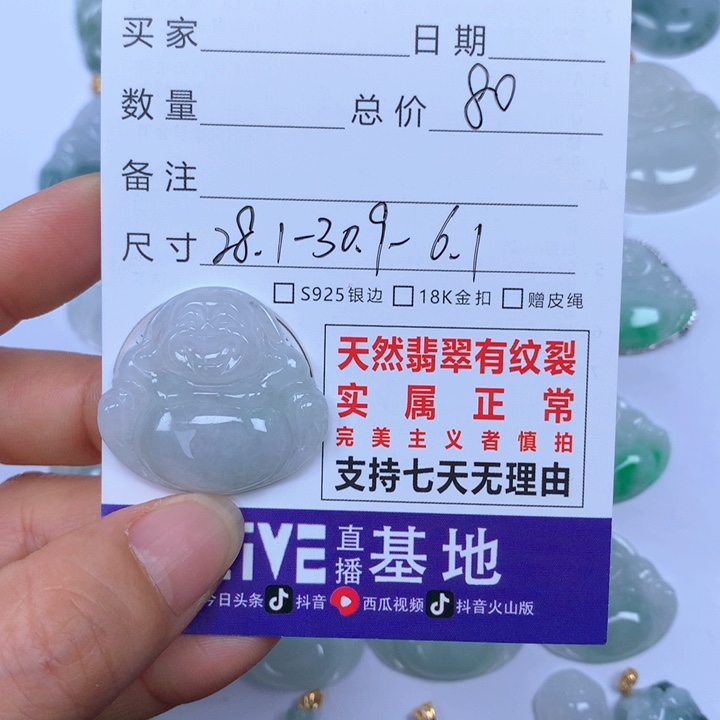 买家 日期
数量 总价 80
备注
尺寸 28.1-30.9-6.1
S925银边 18K金扣 赠皮绳
天然翡翠有纹裂
实属正常
完美主义者慎拍
支持七天无理由
LIVE 直播基地
今日头条 抖音 西瓜视频 抖音火山版